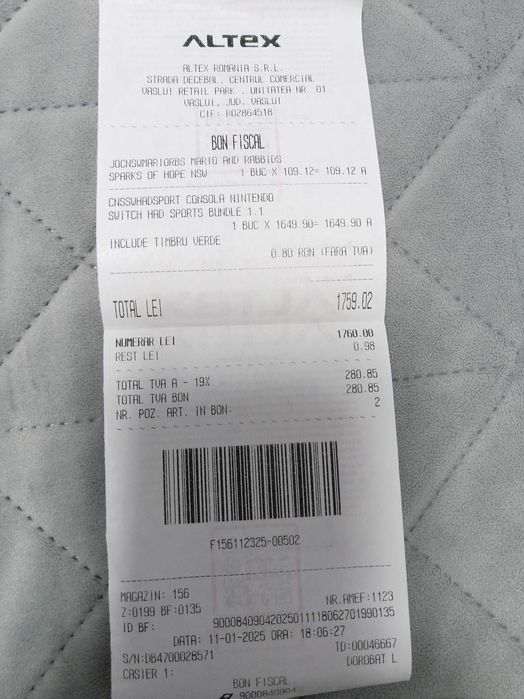 ALTEX
ALTEX ROMANIA S.R.L.
STRADA DECEBAL, CENTRUL COMERCIAL
VASLUI RETAIL PARK , UNITATEA NR. 01
VASLUI, JUD. VASLUI
CIF: RO2864518
BON FISCAL
JOCNSWMARIORBS MARIO AND RABBIDS
SPARKS OF HOPE NSW 1 BUC X 109.12= 109.12 A
CNSSWHADSPORT CONSOLA NINTENDO
SWITCH HAD SPORTS BUNDLE 1.1
1 BUC X 1649.90= 1649.90 A
INCLUDE TIMBRU VERDE
0.80 RON (FARA TVA)
TOTAL LEI 1759.02
NUMERAR LEI 1760.00
REST LEI 0.98
TOTAL TVA A - 19% 280.85
TOTAL TVA BON 280.85
NR. POZ. ART. IN BON: 2
F156112325-00502
MAGAZIN: 156 NR.AMEF:1123
Z:0199 BF:0135
ID BF: 90008409042025011118062701990135
DATA: 11-01-2025 ORA: 18:06:27
S/N:DB4700028571 TD:00046667
CASIER 1: DOROBAT L
BON FISCAL
9000840904